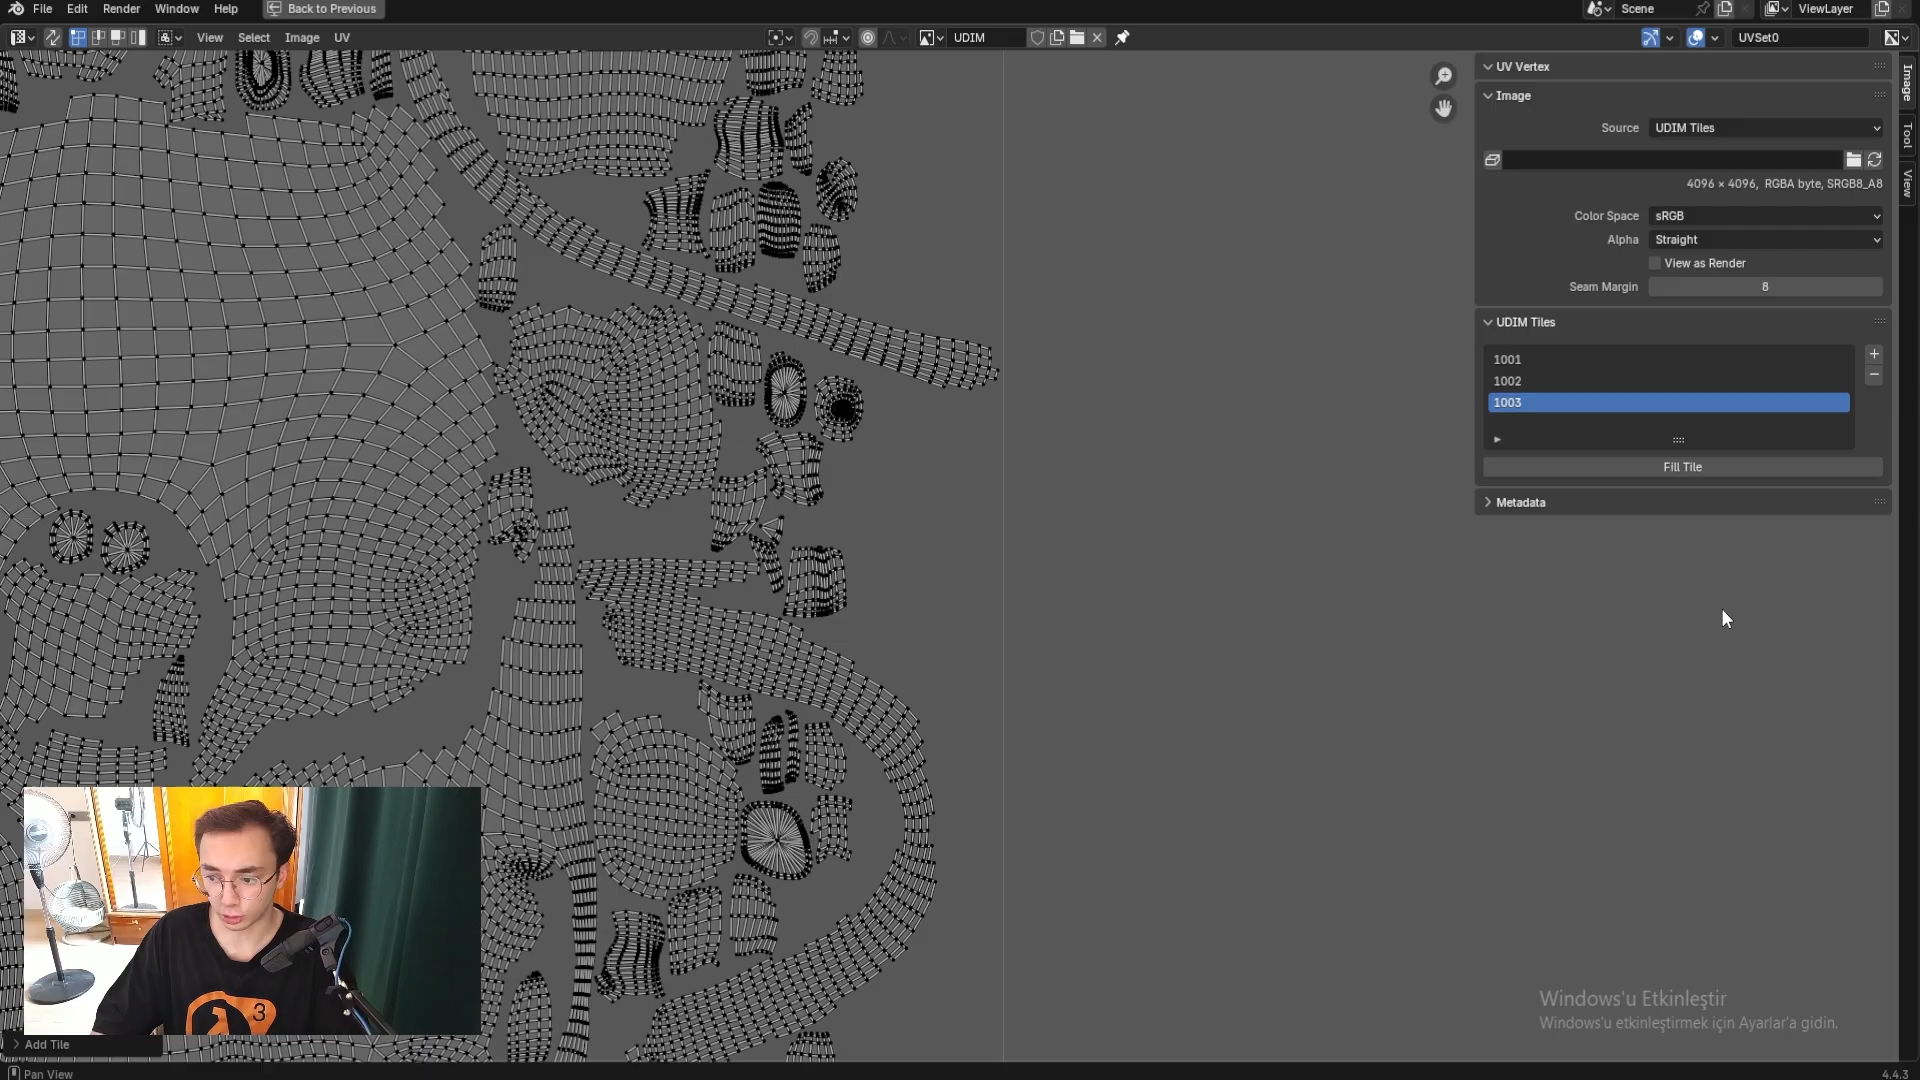 File Edit Render Window Help Back to Previous Scene ViewLayer
View Select Image UV UDIM UVSet0
UV Vertex
Image
Source UDIM Tiles
4096 × 4096, RGBA byte, SRGB8_A8
Color Space sRGB
Alpha Straight
View as Render
Seam Margin 8
UDIM Tiles
1001
1002
1003
Fill Tile
Metadata
Image
Tool
View
3
Windows'u Etkinleştir
Windows'u etkinleştirmek için Ayarlar'a gidin.
Add Tile
Pan View 4.4.3